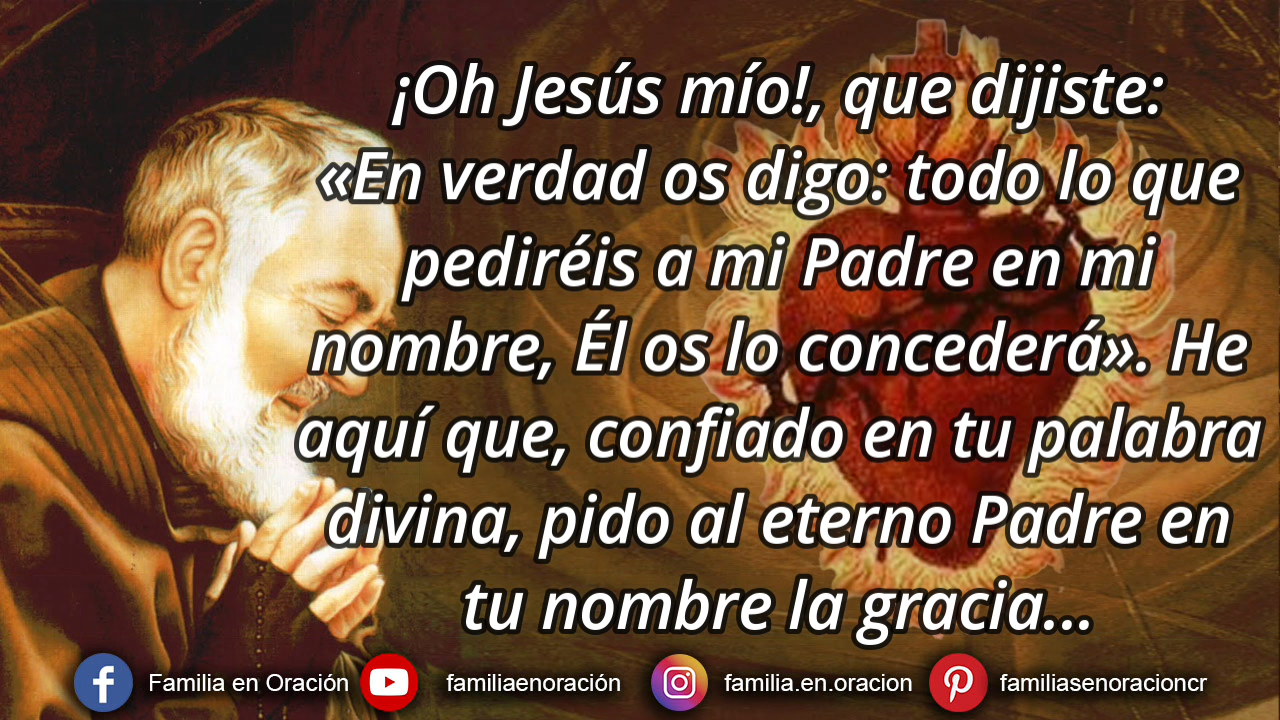 ¡Oh Jesús mío!, que dijiste:
«En verdad os digo: todo lo que
pediréis a mi Padre en mi
nombre, Él os lo concederá». He
aquí que, confiado en tu palabra
divina, pido al eterno Padre en
tu nombre la gracia...
Familia en Oración familiaenoración familia.en.oracion familiasenoracioncr